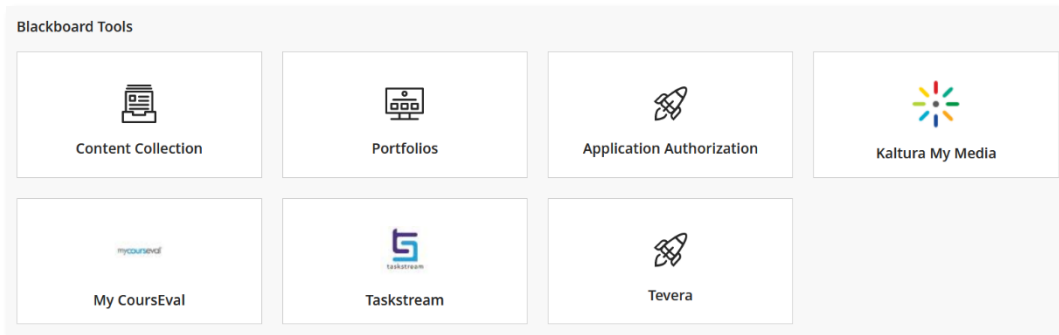 Blackboard Tools
Content Collection
Portfolios
Application Authorization
Kaltura My Media
mycourseval
My CoursEval
taskstream
Taskstream
Tevera